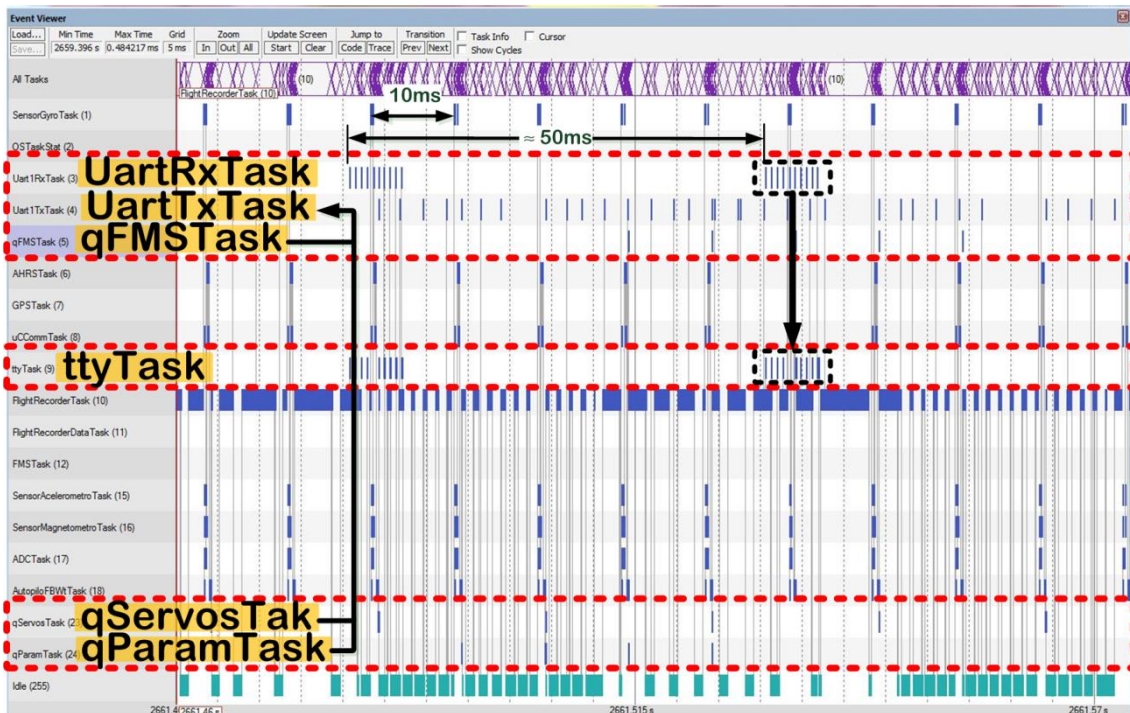 Event Viewer
Load... Min Time Max Time Grid Zoom Update Screen Jump to Transition Task Info Cursor
Save... 2659.396 s 0.484217 ms 5 ms In Out All Start Clear Code Trace Prev Next Show Cycles
All Tasks (10) (10)
FlightRecorderTask (10)
10ms
SensorGyroTask (1)
≈ 50ms
OSTaskStat (2)
Uart1RxTask (3) UartRxTask
Uart1TxTask (4) UartTxTask
qFMSTask (5) qFMSTask
AHRSTask (6)
GPSTask (7)
uCCommTask (8)
ttyTask (9) ttyTask
FlightRecorderTask (10)
FlightRecorderDataTask (11)
FMSTask (12)
SensorAcelerometroTask (15)
SensorMagnetometroTask (16)
ADCTask (17)
AutopiloFBWtTask (18)
qServosTask (23) qServosTak
qParamTask (24) qParamTask
Idle (255)
2661.46 s 2661.515 s 2661.57 s